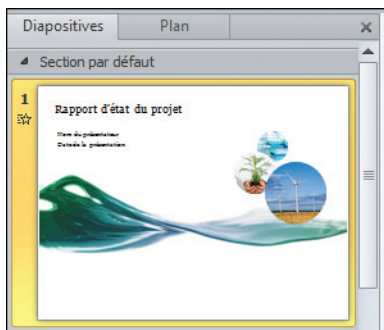 Diapositives Plan
Section par défaut
1
Rapport d'état du projet
Nom du présentateur
Date de la présentation